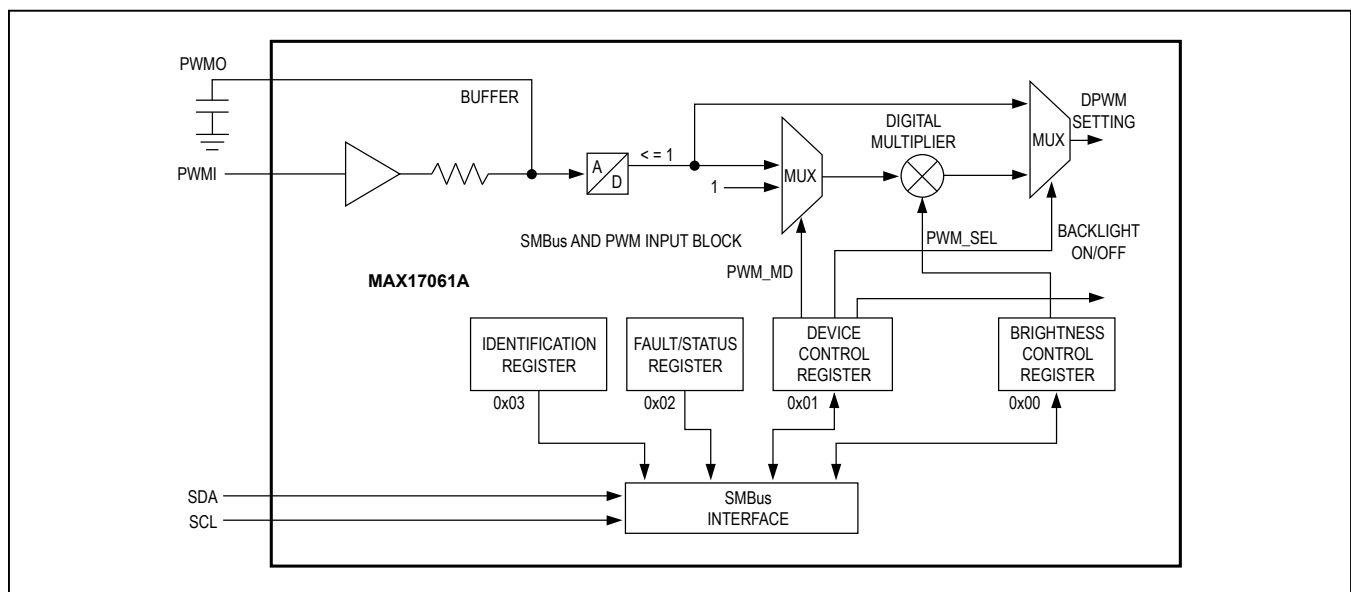 PWMO
BUFFER
PWMI
A
D
< = 1
1
MUX
DIGITAL
MULTIPLIER
MUX
DPWM
SETTING
SMBus AND PWM INPUT BLOCK
PWM_MD
PWM_SEL
BACKLIGHT
ON/OFF
MAX17061A
IDENTIFICATION
REGISTER
0x03
FAULT/STATUS
REGISTER
0x02
DEVICE
CONTROL
REGISTER
0x01
BRIGHTNESS
CONTROL
REGISTER
0x00
SDA
SCL
SMBus
INTERFACE